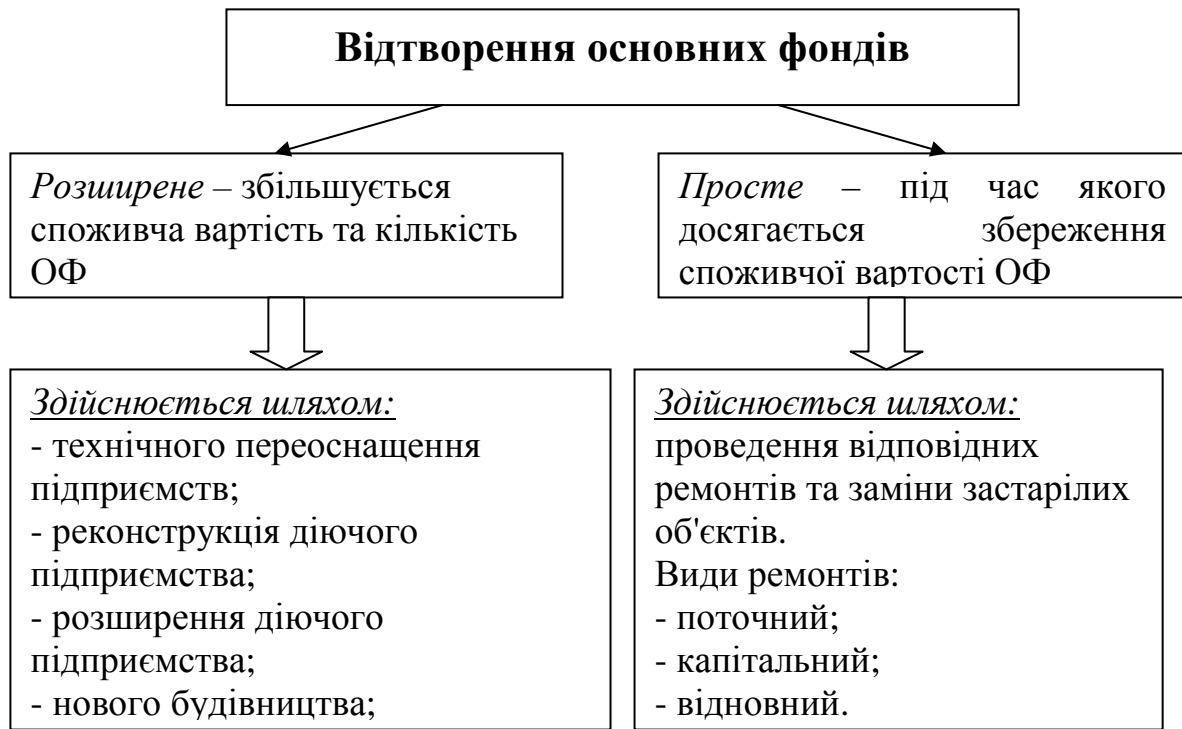 Відтворення основних фондів
Розширене – збільшується
споживча вартість та кількість
ОФ
Просте – під час якого
досягається збереження
споживчої вартості ОФ
Здійснюється шляхом:
- технічного переоснащення
підприємств;
- реконструкція діючого
підприємства;
- розширення діючого
підприємства;
- нового будівництва;
Здійснюється шляхом:
проведення відповідних
ремонтів та заміни застарілих
об'єктів.
Види ремонтів:
- поточний;
- капітальний;
- відновний.